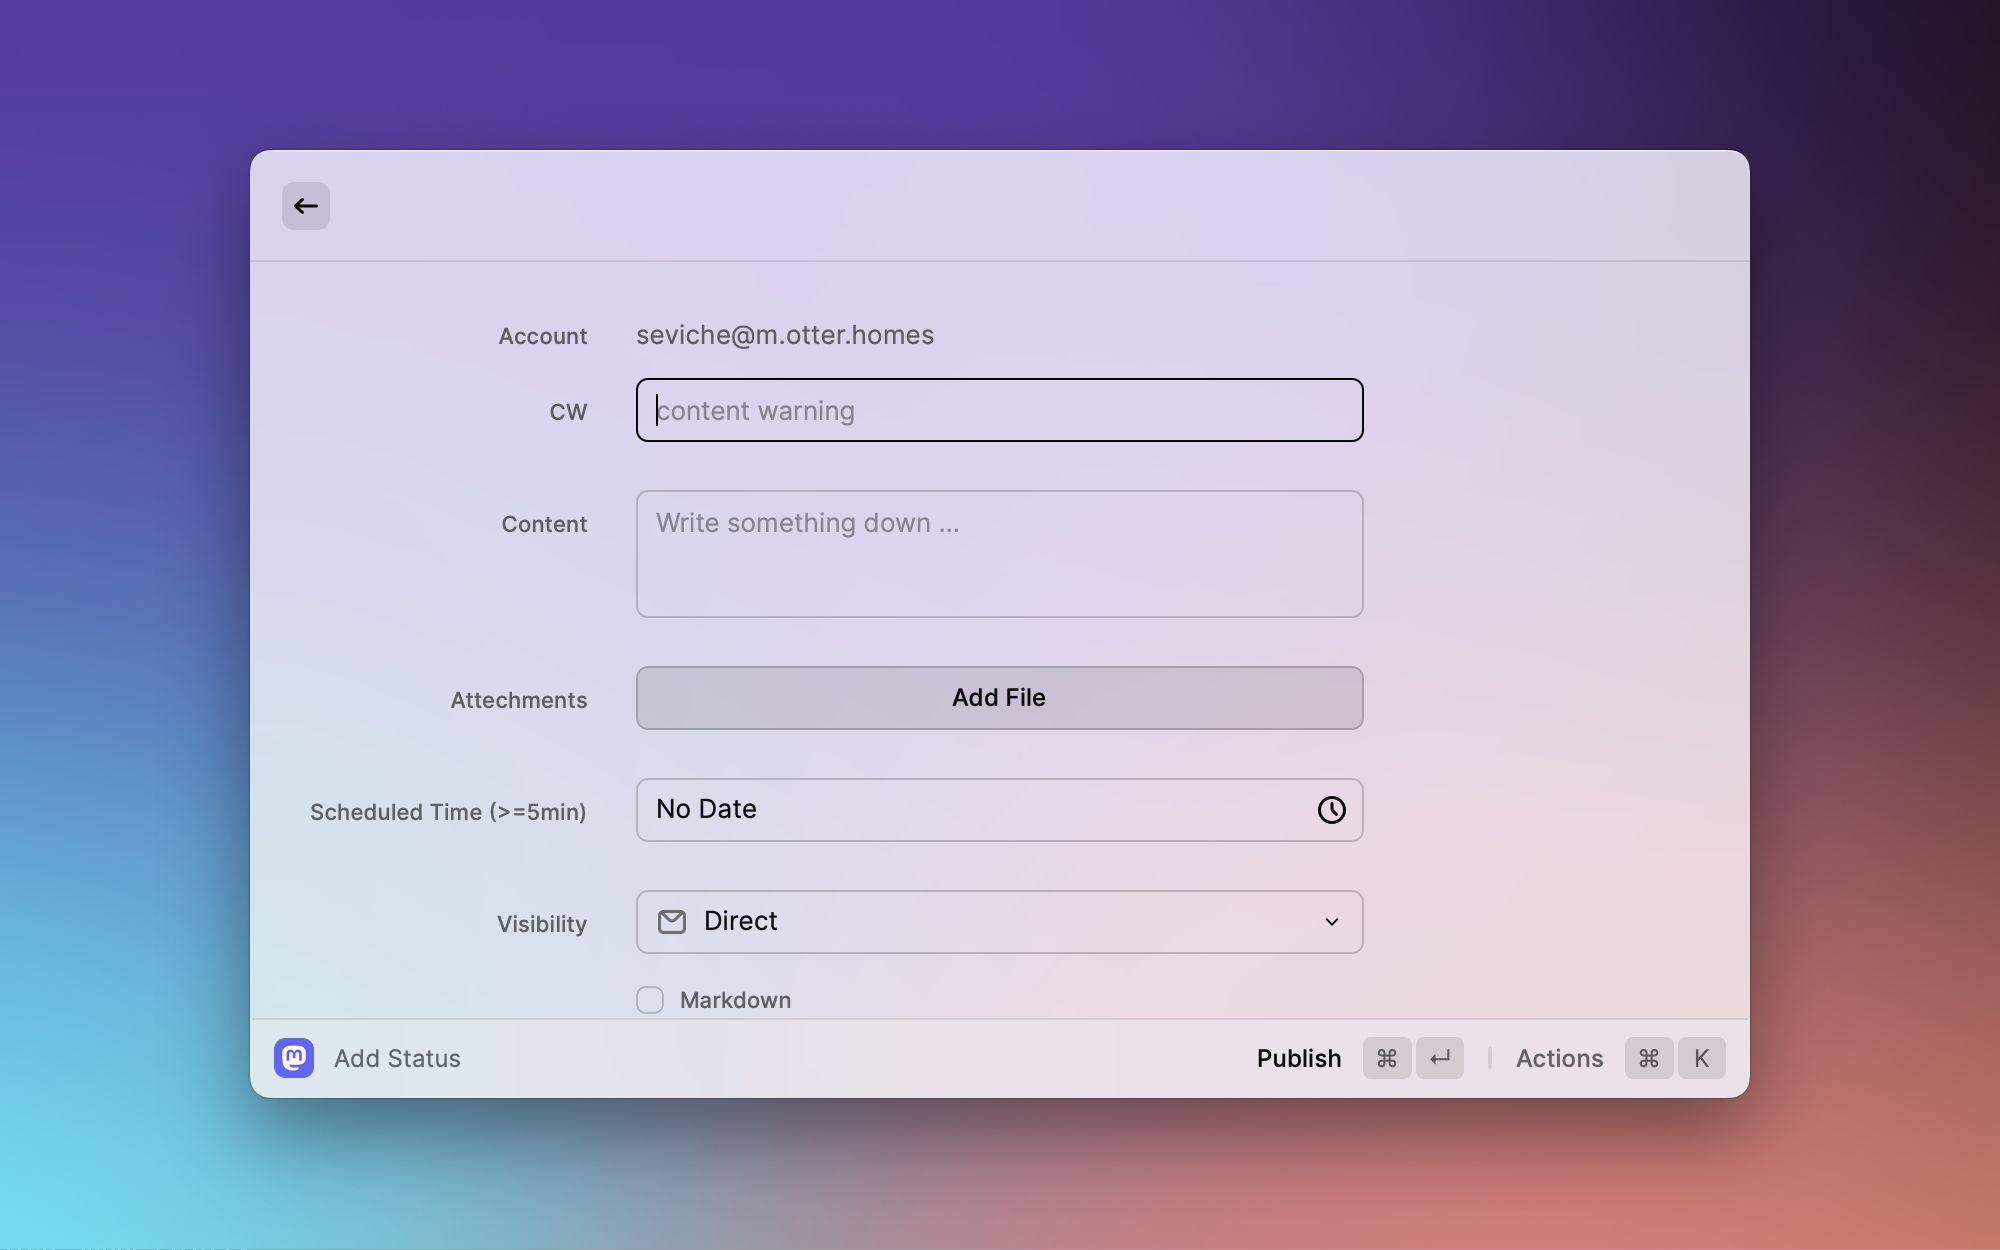 Account seviche@m.otter.homes
CW content warning
Content Write something down ...
Attechments Add File
Scheduled Time (>=5min) No Date
Visibility Direct
Markdown
Add Status Publish ⌘ ↵ Actions ⌘ K